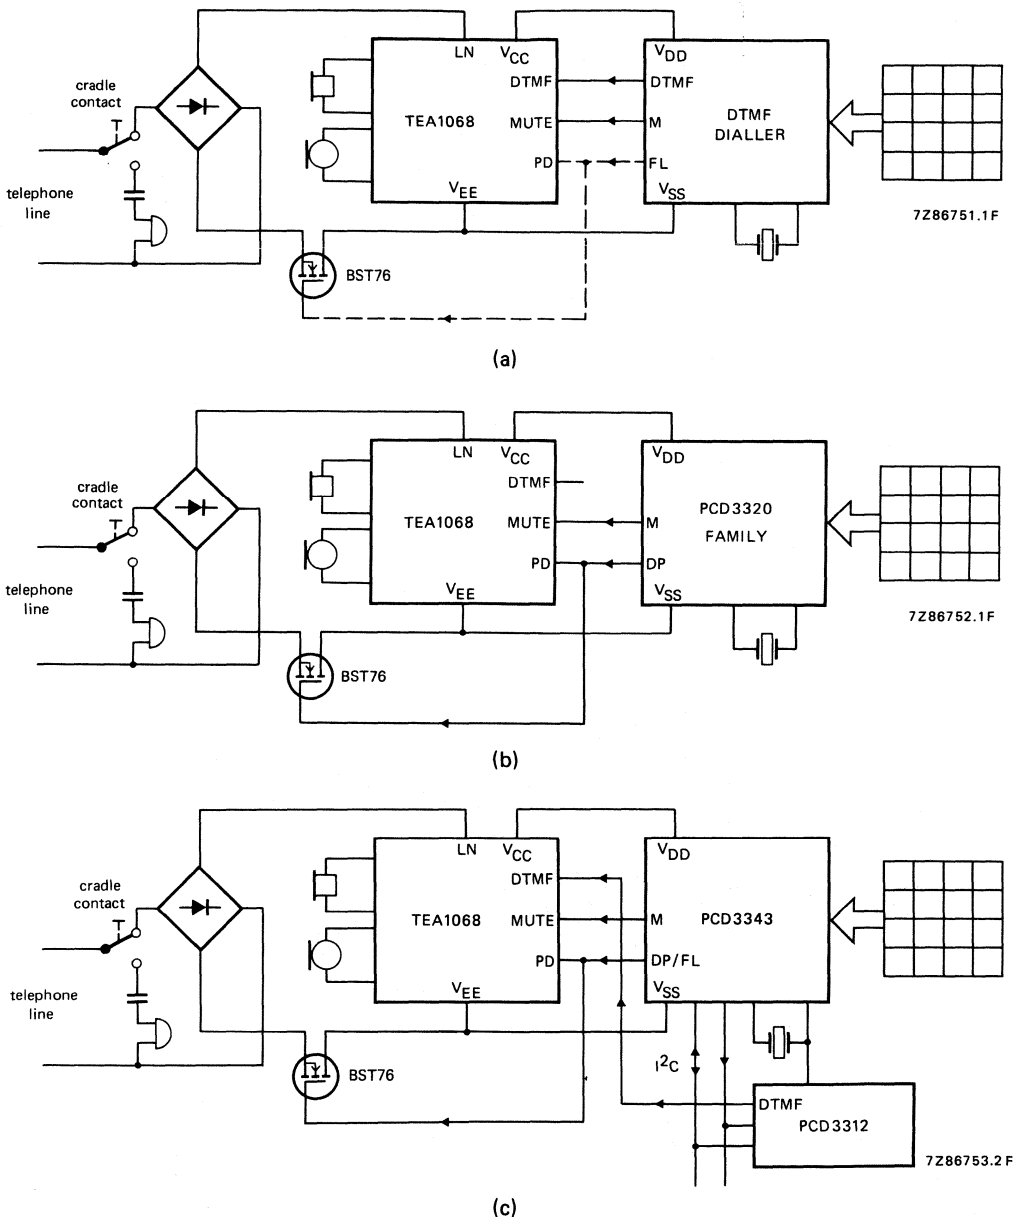 LN
VCC
VDD
cradle
contact
DTMF
DTMF
DTMF
DIALLER
TEA1068
MUTE
M
PD
FL
telephone
line
VEE
VSS
7Z86751.1F
BST76
(a)
LN
VCC
VDD
cradle
contact
DTMF
PCD3320
FAMILY
TEA1068
MUTE
M
PD
DP
telephone
line
VEE
VSS
7Z86752.1F
BST76
(b)
LN
VCC
VDD
cradle
contact
DTMF
TEA1068
MUTE
M
PCD3343
PD
DP/FL
telephone
line
VEE
VSS
BST76
I²C
DTMF
PCD3312
7Z86753.2F
(c)